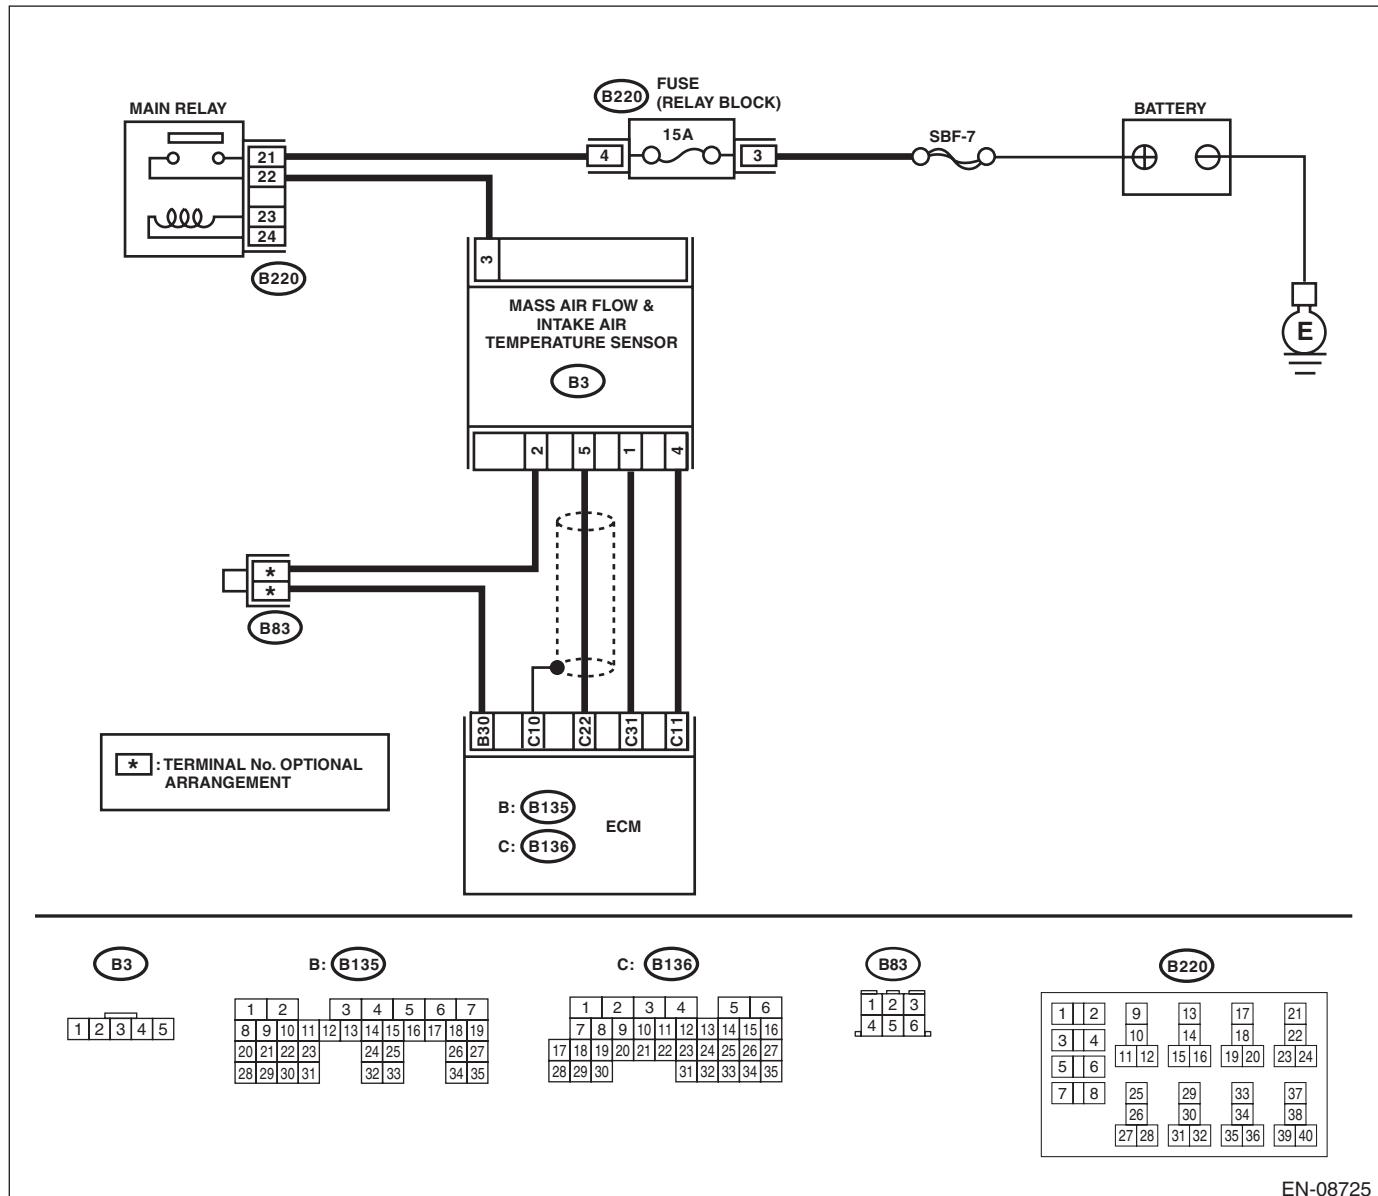 MAIN RELAY
B220
FUSE
(RELAY BLOCK)
15A
4
3
SBF-7
BATTERY
21
22
23
24
B220
3
MASS AIR FLOW &
INTAKE AIR
TEMPERATURE SENSOR
B3
2 5 1 4
E
*
*
B83
B30 C10 C22 C31 C11
* : TERMINAL No. OPTIONAL
ARRANGEMENT
B: B135
C: B136
ECM
B3
1 2 3 4 5
B: B135
1 2 3 4 5 6 7
8 9 10 11 12 13 14 15 16 17 18 19
20 21 22 23 24 25 26 27
28 29 30 31 32 33 34 35
C: B136
1 2 3 4 5 6
7 8 9 10 11 12 13 14 15 16
17 18 19 20 21 22 23 24 25 26 27
28 29 30 31 32 33 34 35
B83
1 2 3
4 5 6
B220
1 2
3 4
5 6
7 8
9
10
11 12
13
14
15 16
17
18
19 20
21
22
23 24
25
26
27 28
29
30
31 32
33
34
35 36
37
38
39 40
EN-08725